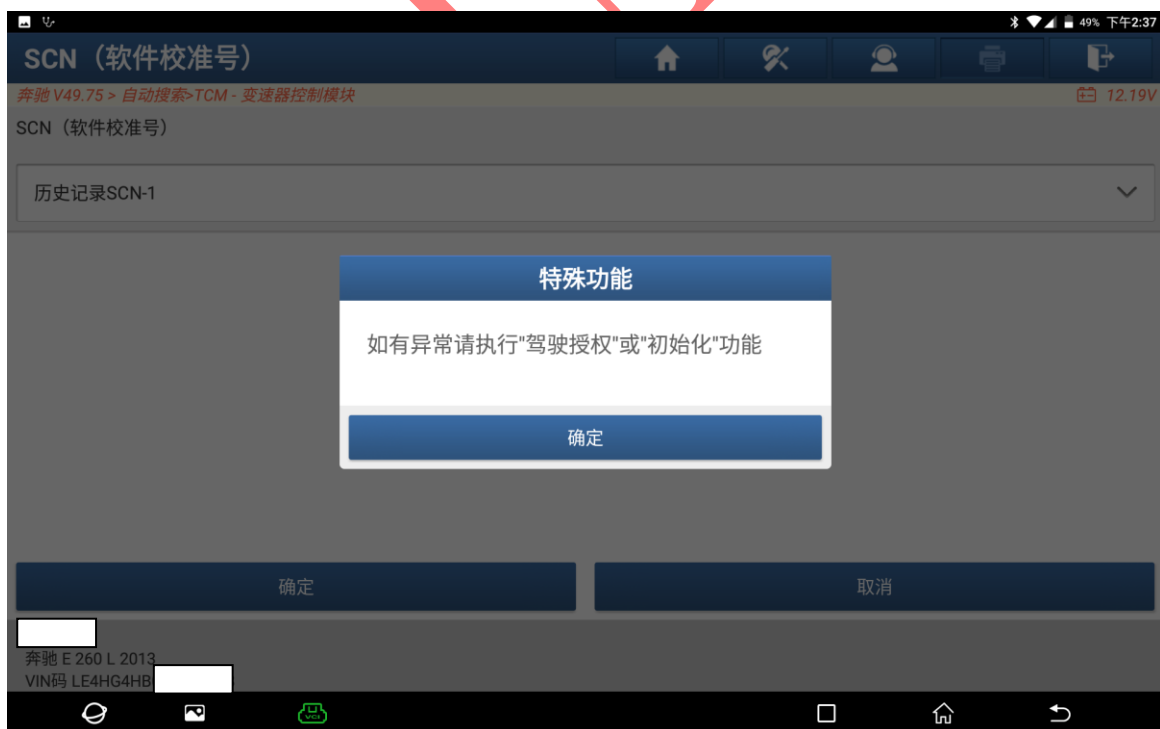 49% 下午2:37
SCN（软件校准号）
奔驰 V49.75 > 自动搜索>TCM - 变速器控制模块
12.19V
SCN（软件校准号）
历史记录SCN-1
特殊功能
如有异常请执行"驾驶授权"或"初始化"功能
确定
确定
取消
奔驰 E 260 L 2013
VIN码 LE4HG4HB
VCI